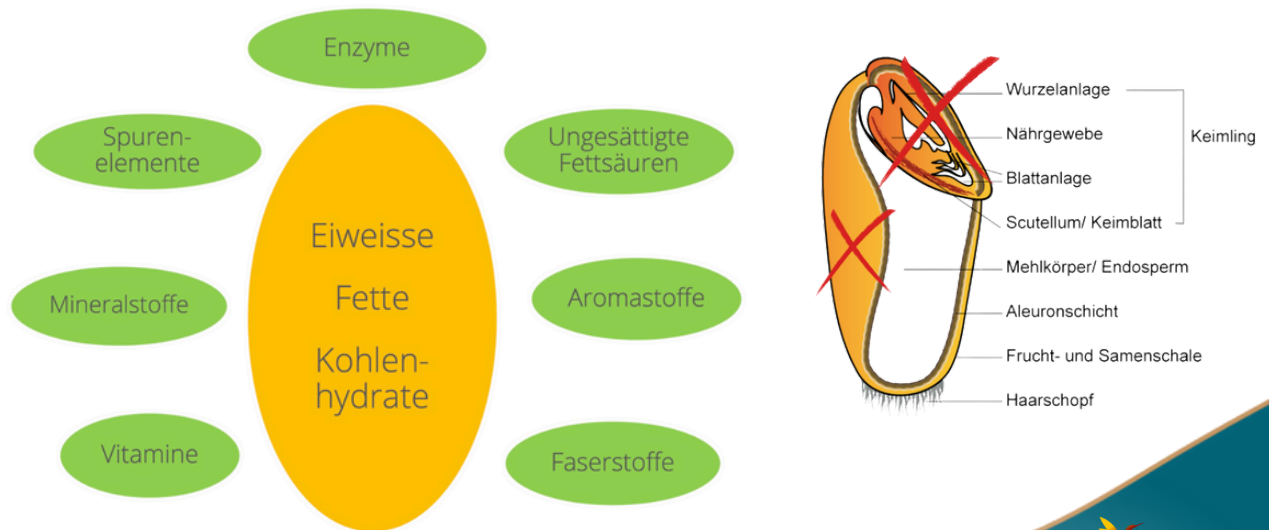 Enzyme
Spuren-
elemente
Ungesättigte
Fettsäuren
Eiweisse
Fette
Kohlen-
hydrate
Mineralstoffe
Aromastoffe
Vitamine
Faserstoffe
Wurzelanlage
Nährgewebe
Keimling
Blattanlage
Scutellum/ Keimblatt
Mehlkörper/ Endosperm
Aleuronschicht
Frucht- und Samenschale
Haarschopf